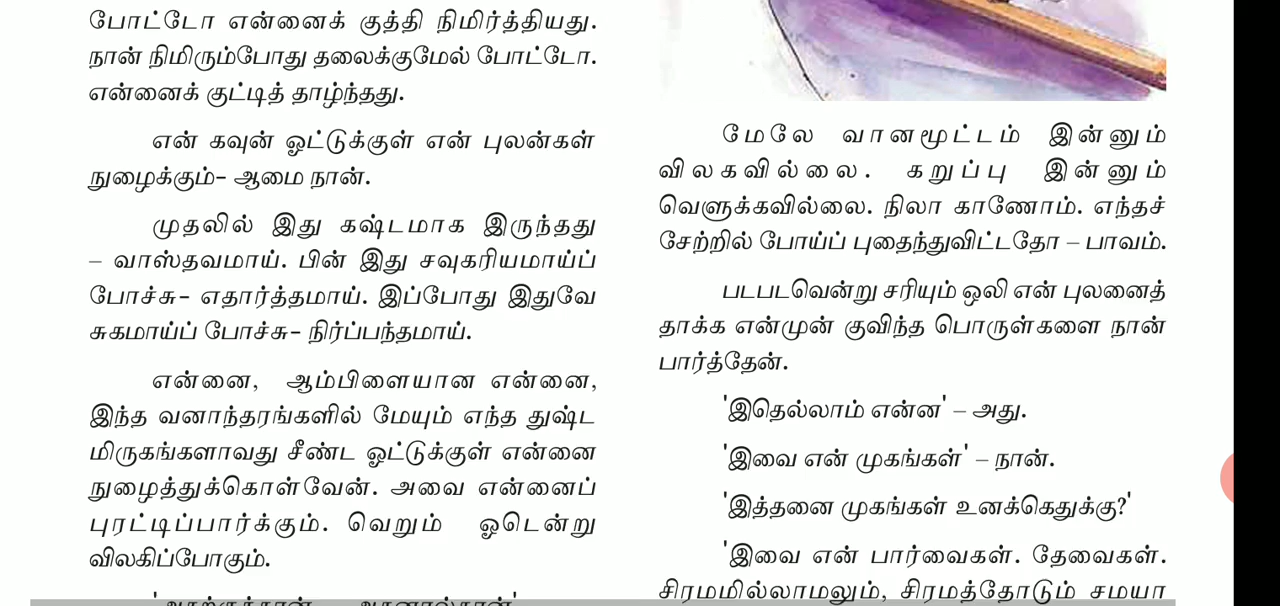 போட்டோ என்னைக் குத்தி நிமிர்த்தியது.
நான் நிமிரும்போது தலைக்குமேல் போட்டோ.
என்னைக் குட்டித் தாழ்ந்தது.
என் கவுன் ஓட்டுக்குள் என் புலன்கள்
நுழைக்கும்- ஆமை நான்.
முதலில் இது கஷ்டமாக இருந்தது
– வாஸ்தவமாய். பின் இது சவுகரியமாய்ப்
போச்சு- எதார்த்தமாய். இப்போது இதுவே
சுகமாய்ப் போச்சு- நிர்ப்பந்தமாய்.
என்னை, ஆம்பிளையான என்னை,
இந்த வனாந்தரங்களில் மேயும் எந்த துஷ்ட
மிருகங்களாவது சீண்ட ஓட்டுக்குள் என்னை
நுழைத்துக்கொள்வேன். அவை என்னைப்
புரட்டிப்பார்க்கும். வெறும் ஓடென்று
விலகிப்போகும்.
மேலே வானமூட்டம் இன்னும்
விலகவில்லை. கறுப்பு இன்னும்
வெளுக்கவில்லை. நிலா காணோம். எந்தச்
சேற்றில் போய்ப் புதைந்துவிட்டதோ – பாவம்.
படபடவென்று சரியும் ஒலி என் புலனைத்
தாக்க என்முன் குவிந்த பொருள்களை நான்
பார்த்தேன்.
'இதெல்லாம் என்ன' – அது.
'இவை என் முகங்கள்' – நான்.
'இத்தனை முகங்கள் உனக்கெதுக்கு?'
'இவை என் பார்வைகள். தேவைகள்.
சிரமமில்லாமலும், சிரமத்தோடும் சமயா